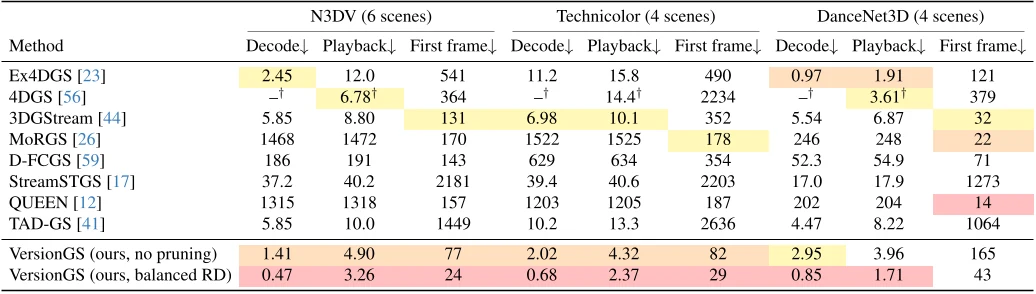 N3DV (6 scenes) Technicolor (4 scenes) DanceNet3D (4 scenes)
Method Decode↓ Playback↓ First frame↓ Decode↓ Playback↓ First frame↓ Decode↓ Playback↓ First frame↓
Ex4DGS [23] 2.45 12.0 541 11.2 15.8 490 0.97 1.91 121
4DGS [56] –† 6.78† 364 –† 14.4† 2234 –† 3.61† 379
3DGStream [44] 5.85 8.80 131 6.98 10.1 352 5.54 6.87 32
MoRGS [26] 1468 1472 170 1522 1525 178 246 248 22
D-FCGS [59] 186 191 143 629 634 354 52.3 54.9 71
StreamSTGS [17] 37.2 40.2 2181 39.4 40.6 2203 17.0 17.9 1273
QUEEN [12] 1315 1318 157 1203 1205 187 202 204 14
TAD-GS [41] 5.85 10.0 1449 10.2 13.3 2636 4.47 8.22 1064
VersionGS (ours, no pruning) 1.41 4.90 77 2.02 4.32 82 2.95 3.96 165
VersionGS (ours, balanced RD) 0.47 3.26 24 0.68 2.37 29 0.85 1.71 43